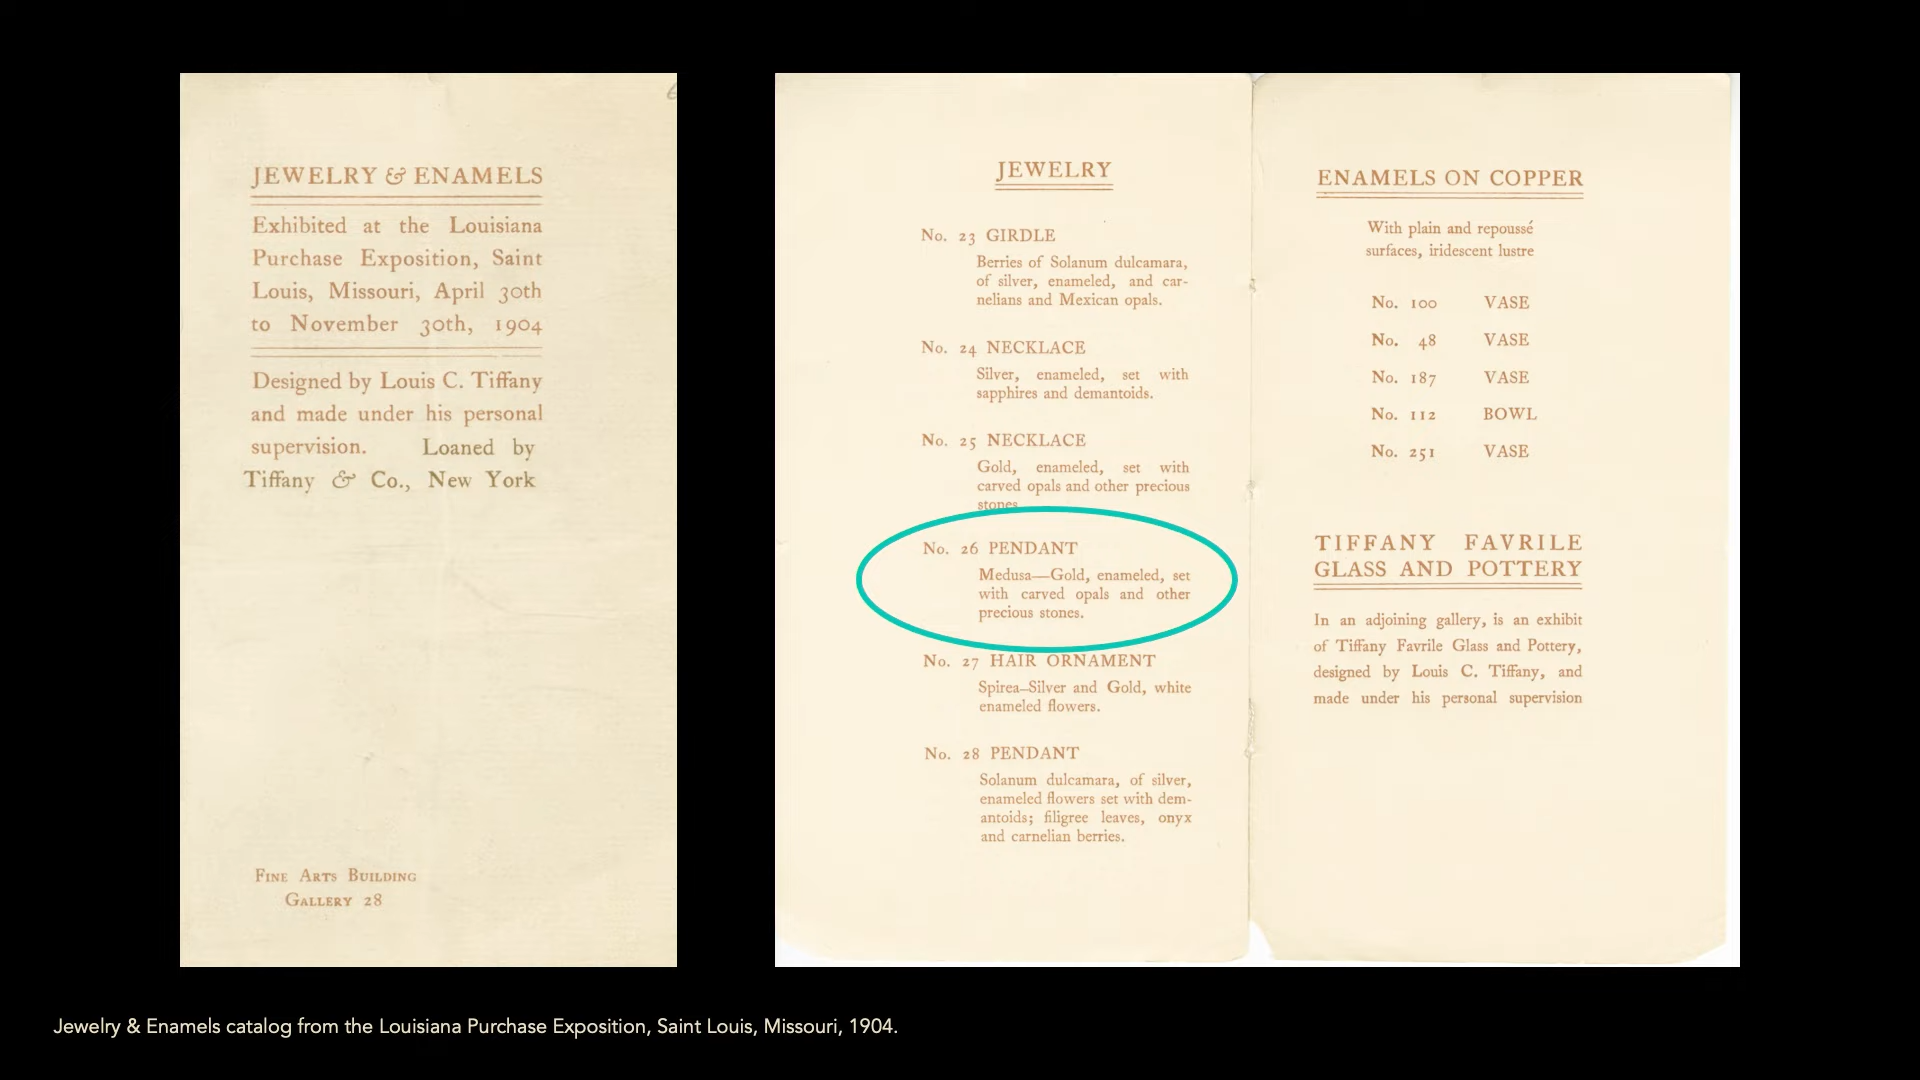 JEWELRY & ENAMELS
Exhibited at the Louisiana
Purchase Exposition, Saint
Louis, Missouri, April 30th
to November 30th, 1904
Designed by Louis C. Tiffany
and made under his personal
supervision. Loaned by
Tiffany & Co., New York
FINE ARTS BUILDING
GALLERY 28
JEWELRY
No. 23 GIRDLE
Berries of Solanum dulcamara,
of silver, enameled, and car-
nelians and Mexican opals.
No. 24 NECKLACE
Silver, enameled, set with
sapphires and demantoids.
No. 25 NECKLACE
Gold, enameled, set with
carved opals and other precious
stones.
No. 26 PENDANT
Medusa—Gold, enameled, set
with carved opals and other
precious stones.
No. 27 HAIR ORNAMENT
Spirea–Silver and Gold, white
enameled flowers.
No. 28 PENDANT
Solanum dulcamara, of silver,
enameled flowers set with dem-
antoids; filigree leaves, onyx
and carnelian berries.
ENAMELS ON COPPER
With plain and repoussé
surfaces, iridescent lustre
No. 100 VASE
No. 48 VASE
No. 187 VASE
No. 112 BOWL
No. 251 VASE
TIFFANY FAVRILE
GLASS AND POTTERY
In an adjoining gallery, is an exhibit
of Tiffany Favrile Glass and Pottery,
designed by Louis C. Tiffany, and
made under his personal supervision
Jewelry & Enamels catalog from the Louisiana Purchase Exposition, Saint Louis, Missouri, 1904.